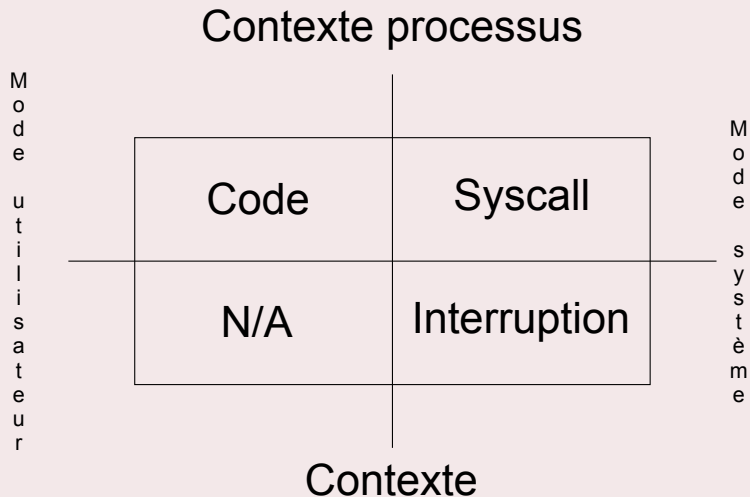 Contexte processus
Mode utilisateur
Mode système
Code
Syscall
N/A
Interruption
Contexte